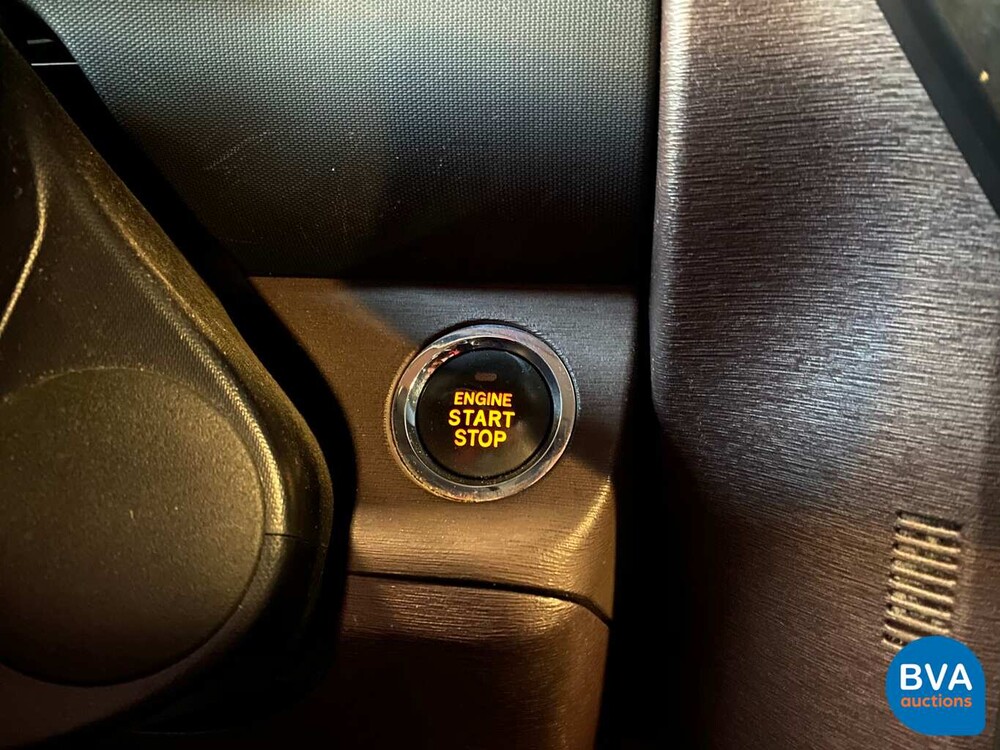 ENGINE
START
STOP
BVA
auctions